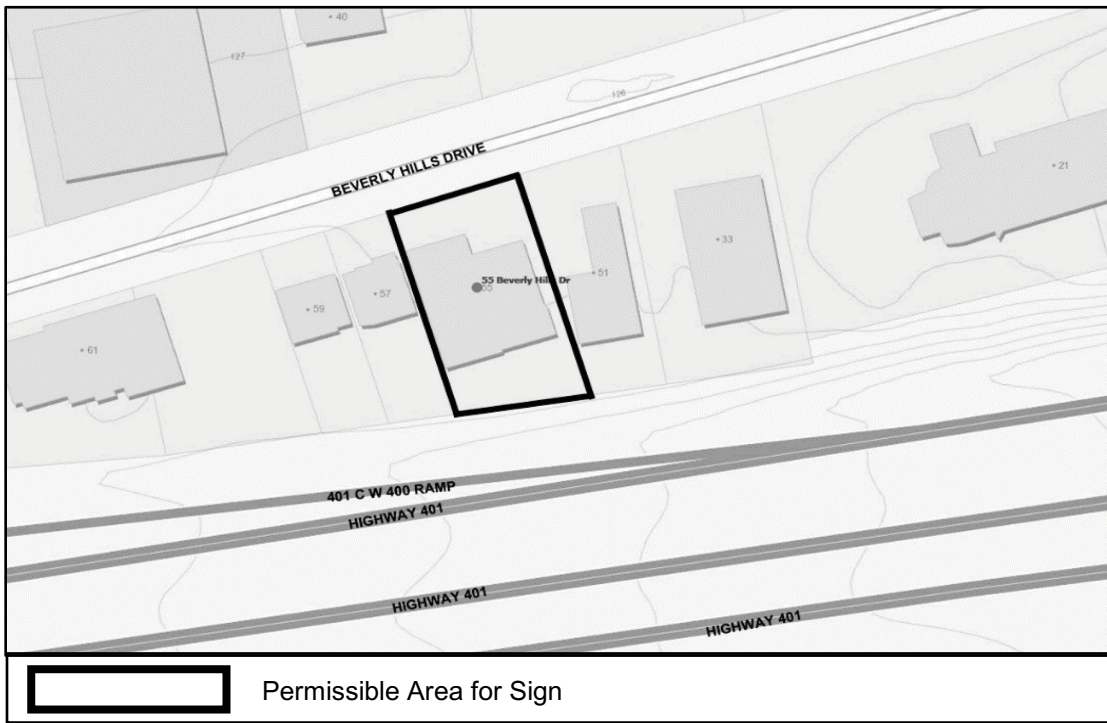 40
127
126
BEVERLY HILLS DRIVE
21
33
55 Beverly Hills Dr
51
57
59
61
401 C W 400 RAMP
HIGHWAY 401
HIGHWAY 401
HIGHWAY 401
Permissible Area for Sign